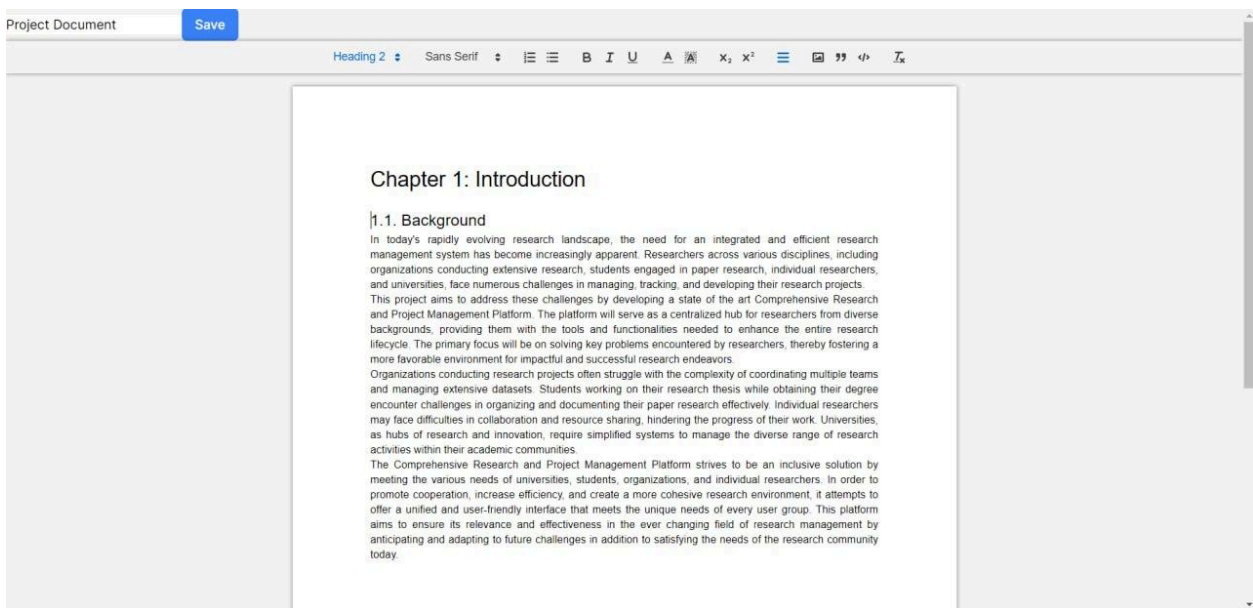 Project Document
Save
Heading 2 Sans Serif B I U A A X₂ X² Tx
Chapter 1: Introduction
1.1. Background
In today's rapidly evolving research landscape, the need for an integrated and efficient research
management system has become increasingly apparent. Researchers across various disciplines, including
organizations conducting extensive research, students engaged in paper research, individual researchers,
and universities, face numerous challenges in managing, tracking, and developing their research projects.
This project aims to address these challenges by developing a state of the art Comprehensive Research
and Project Management Platform. The platform will serve as a centralized hub for researchers from diverse
backgrounds, providing them with the tools and functionalities needed to enhance the entire research
lifecycle. The primary focus will be on solving key problems encountered by researchers, thereby fostering a
more favorable environment for impactful and successful research endeavors.
Organizations conducting research projects often struggle with the complexity of coordinating multiple teams
and managing extensive datasets. Students working on their research thesis while obtaining their degree
encounter challenges in organizing and documenting their paper research effectively. Individual researchers
may face difficulties in collaboration and resource sharing, hindering the progress of their work. Universities,
as hubs of research and innovation, require simplified systems to manage the diverse range of research
activities within their academic communities.
The Comprehensive Research and Project Management Platform strives to be an inclusive solution by
meeting the various needs of universities, students, organizations, and individual researchers. In order to
promote cooperation, increase efficiency, and create a more cohesive research environment, it attempts to
offer a unified and user-friendly interface that meets the unique needs of every user group. This platform
aims to ensure its relevance and effectiveness in the ever changing field of research management by
anticipating and adapting to future challenges in addition to satisfying the needs of the research community
today.